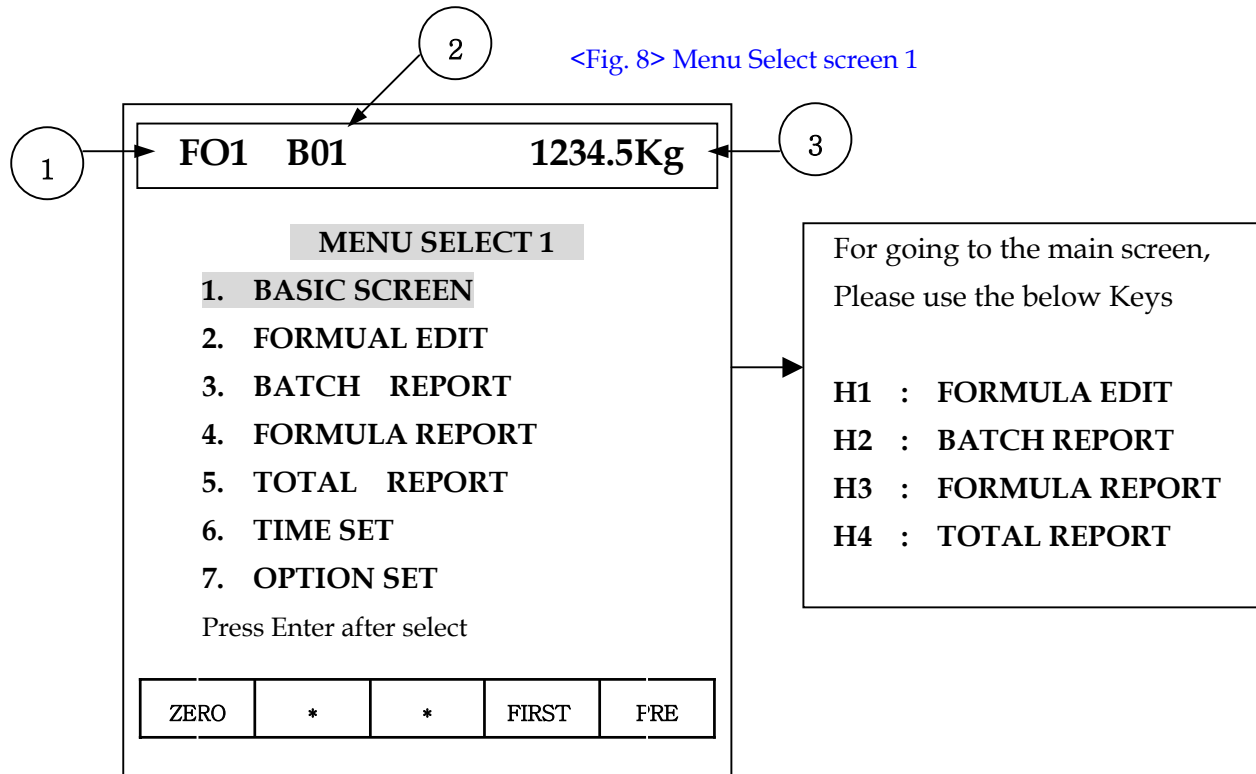 2
<Fig. 8> Menu Select screen 1
1
FO1 B01 1234.5Kg
3
MENU SELECT 1
1. BASIC SCREEN
2. FORMUAL EDIT
3. BATCH REPORT
4. FORMULA REPORT
5. TOTAL REPORT
6. TIME SET
7. OPTION SET
Press Enter after select
ZERO * * FIRST PRE
For going to the main screen,
Please use the below Keys
H1 : FORMULA EDIT
H2 : BATCH REPORT
H3 : FORMULA REPORT
H4 : TOTAL REPORT